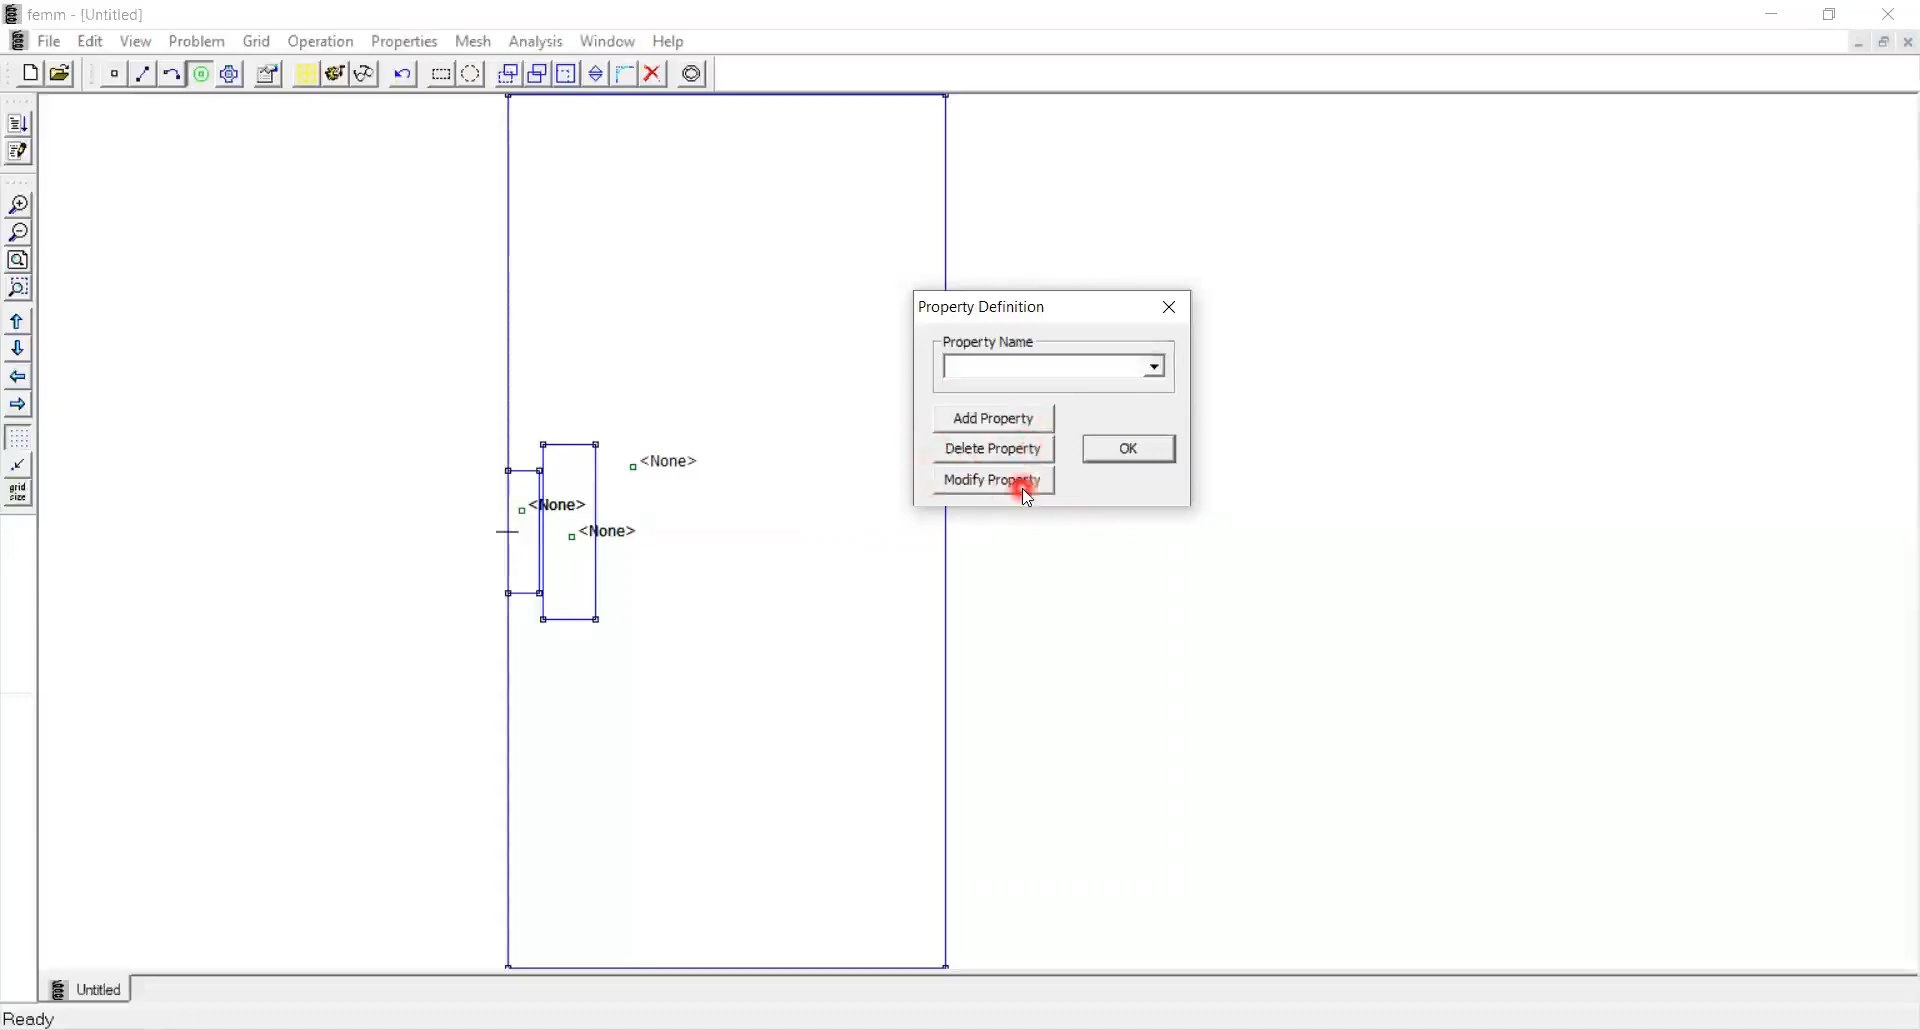 femm - [Untitled]
File Edit View Problem Grid Operation Properties Mesh Analysis Window Help
Property Definition
Property Name
Add Property
Delete Property
OK
Modify Property
<None>
<None>
<None>
grid
size
Untitled
Ready